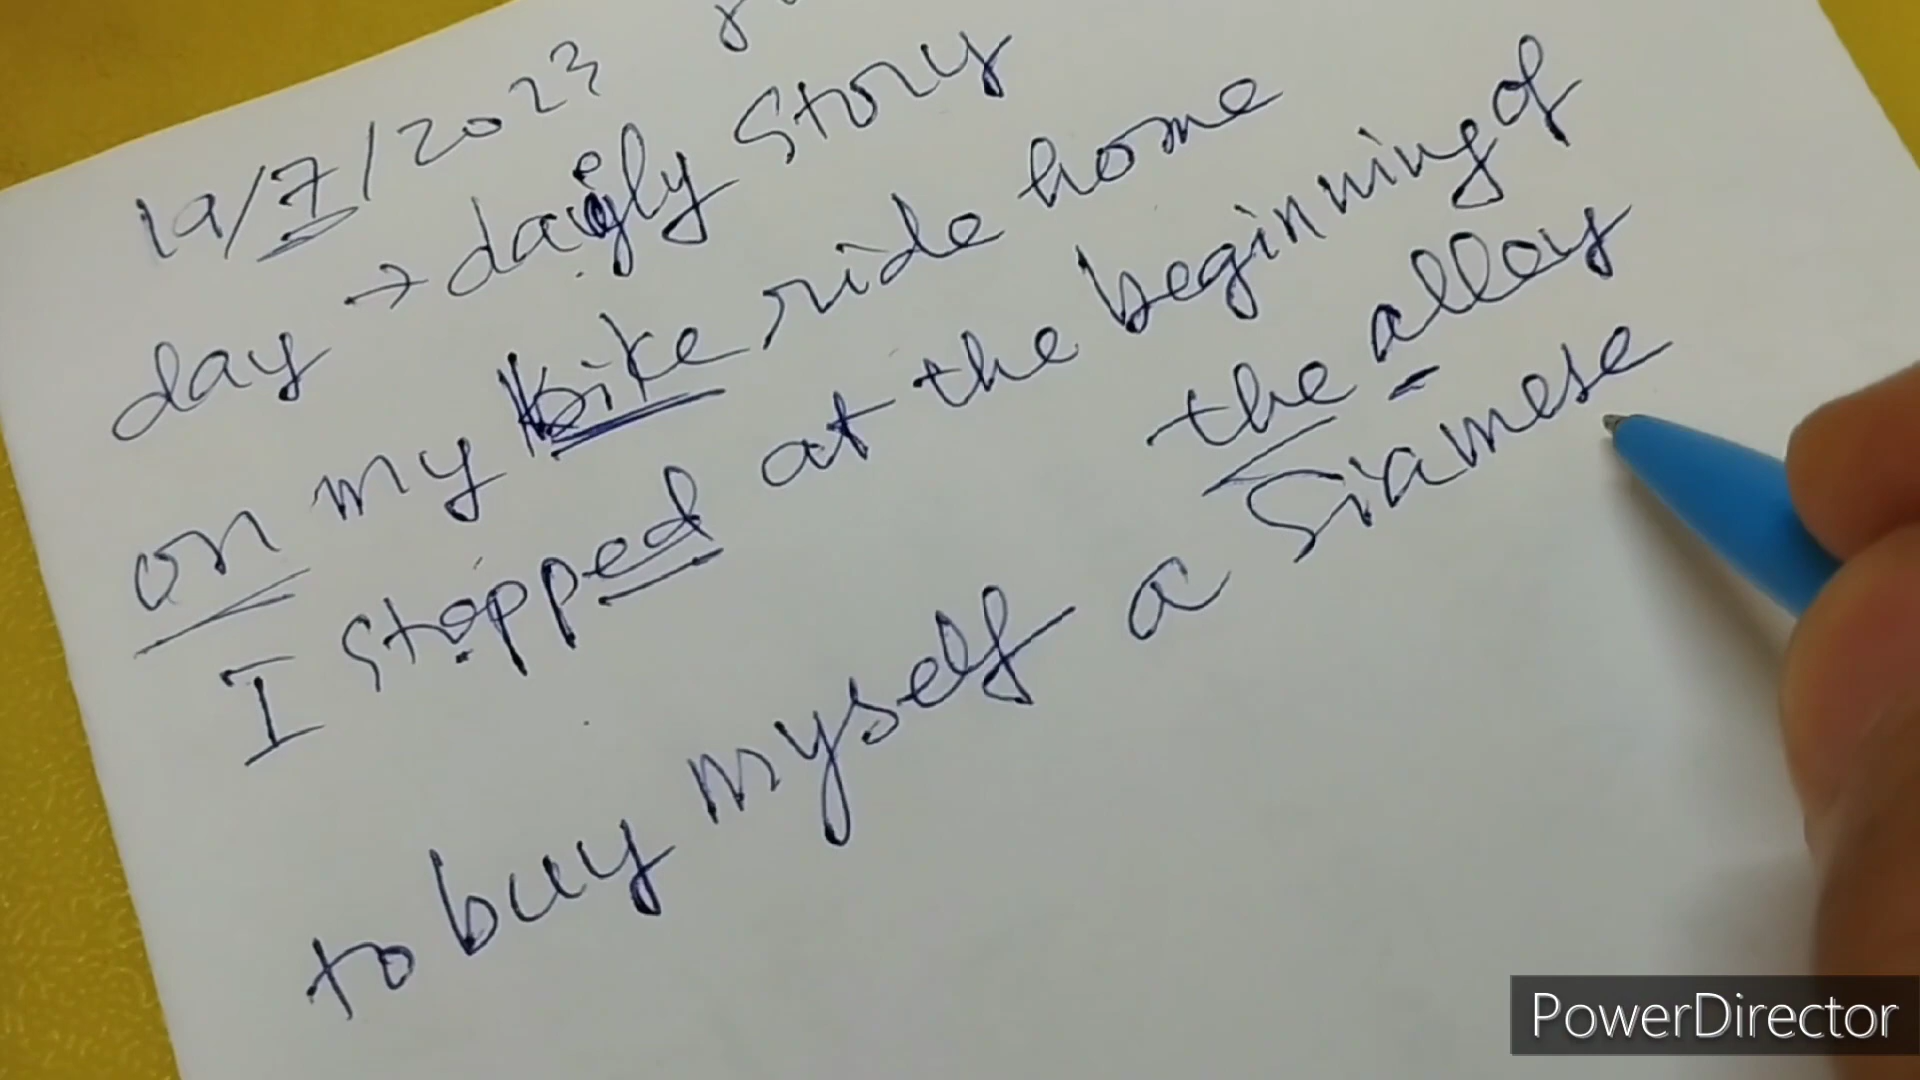 19/7/2023
day → daily story
on my bike ride home
I stopped at the beginning of
the alloy
to buy myself a Siamese
PowerDirector